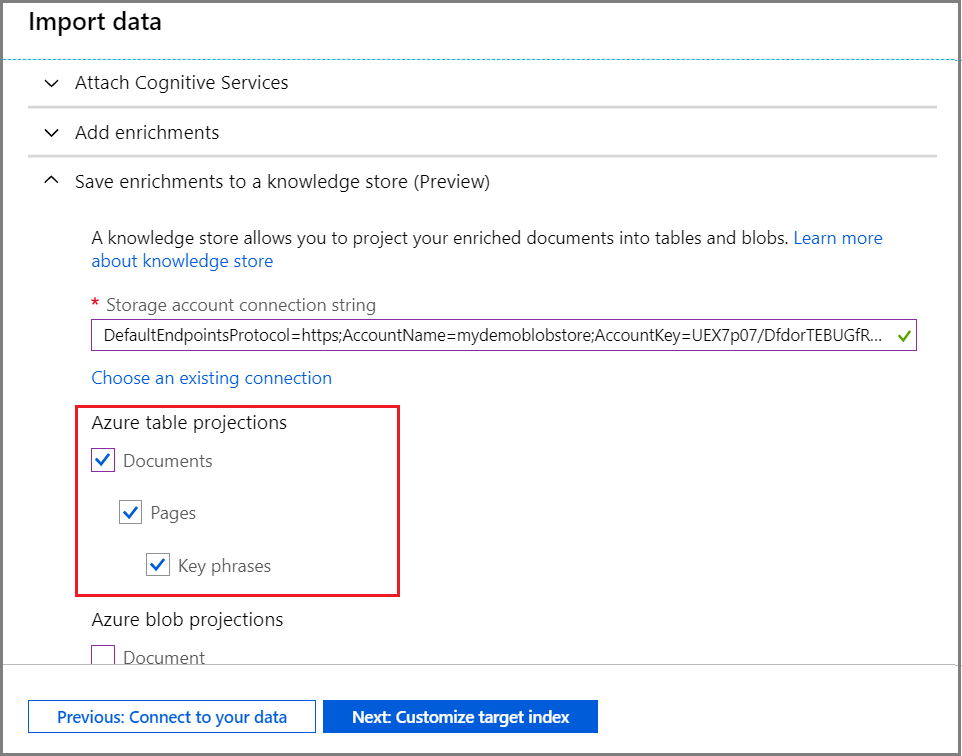 Import data
Attach Cognitive Services
Add enrichments
Save enrichments to a knowledge store (Preview)
A knowledge store allows you to project your enriched documents into tables and blobs. Learn more
about knowledge store
* Storage account connection string
DefaultEndpointsProtocol=https;AccountName=mydemoblobstore;AccountKey=UEX7p07/DfdorTEBUGfR...
Choose an existing connection
Azure table projections
Documents
Pages
Key phrases
Azure blob projections
Document
Previous: Connect to your data
Next: Customize target index